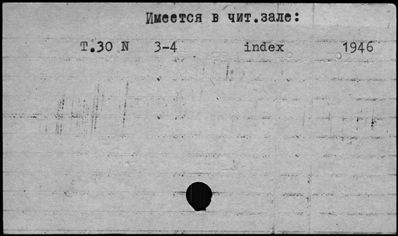 Имеется в чит.зале:
Т.30 N 3-4 index 1946